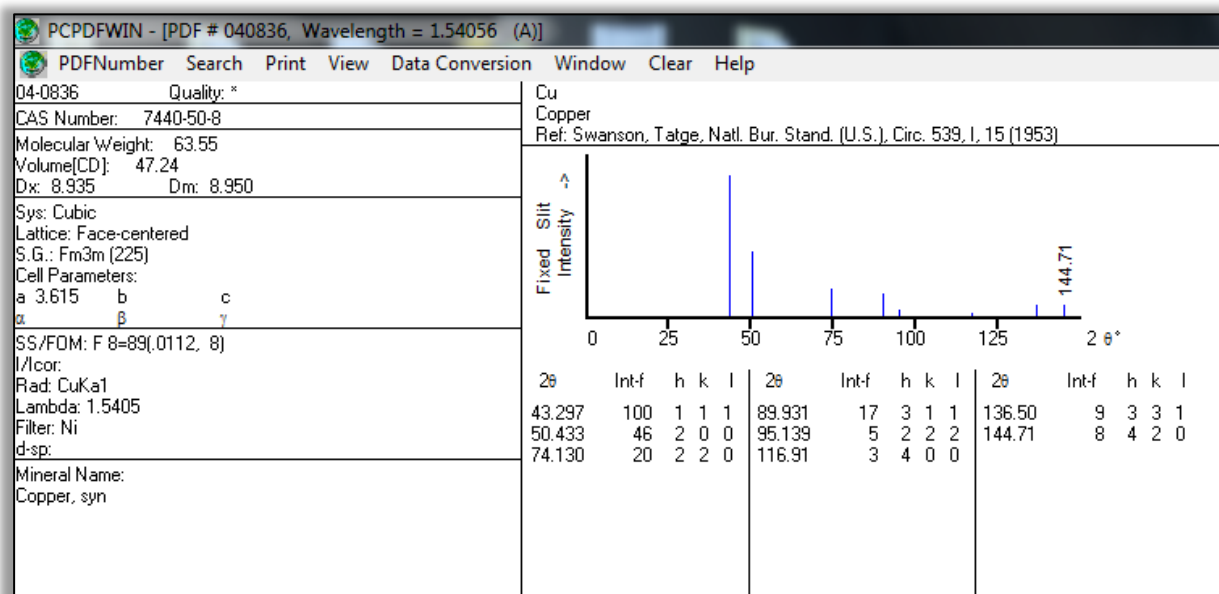 PCPDFWIN - [PDF # 040836, Wavelength = 1.54056 (A)]
PDFNumber Search Print View Data Conversion Window Clear Help
04-0836 Quality: *
CAS Number: 7440-50-8
Molecular Weight: 63.55
Volume[CD]: 47.24
Dx: 8.935 Dm: 8.950
Sys: Cubic
Lattice: Face-centered
S.G.: Fm3m (225)
Cell Parameters:
a 3.615 b c
α β γ
SS/FOM: F 8=89(.0112, 8)
I/Icor:
Rad: CuKa1
Lambda: 1.5405
Filter: Ni
d-sp:
Mineral Name:
Copper, syn
Cu
Copper
Ref: Swanson, Tatge, Natl. Bur. Stand. (U.S.), Circ. 539, I, 15 (1953)
Fixed Slit
Intensity ->
144.71
0 25 50 75 100 125 2 θ°
2θ Int-f h k l 2θ Int-f h k l 2θ Int-f h k l
43.297 100 1 1 1 89.931 17 3 1 1 136.50 9 3 3 1
50.433 46 2 0 0 95.139 5 2 2 2 144.71 8 4 2 0
74.130 20 2 2 0 116.91 3 4 0 0